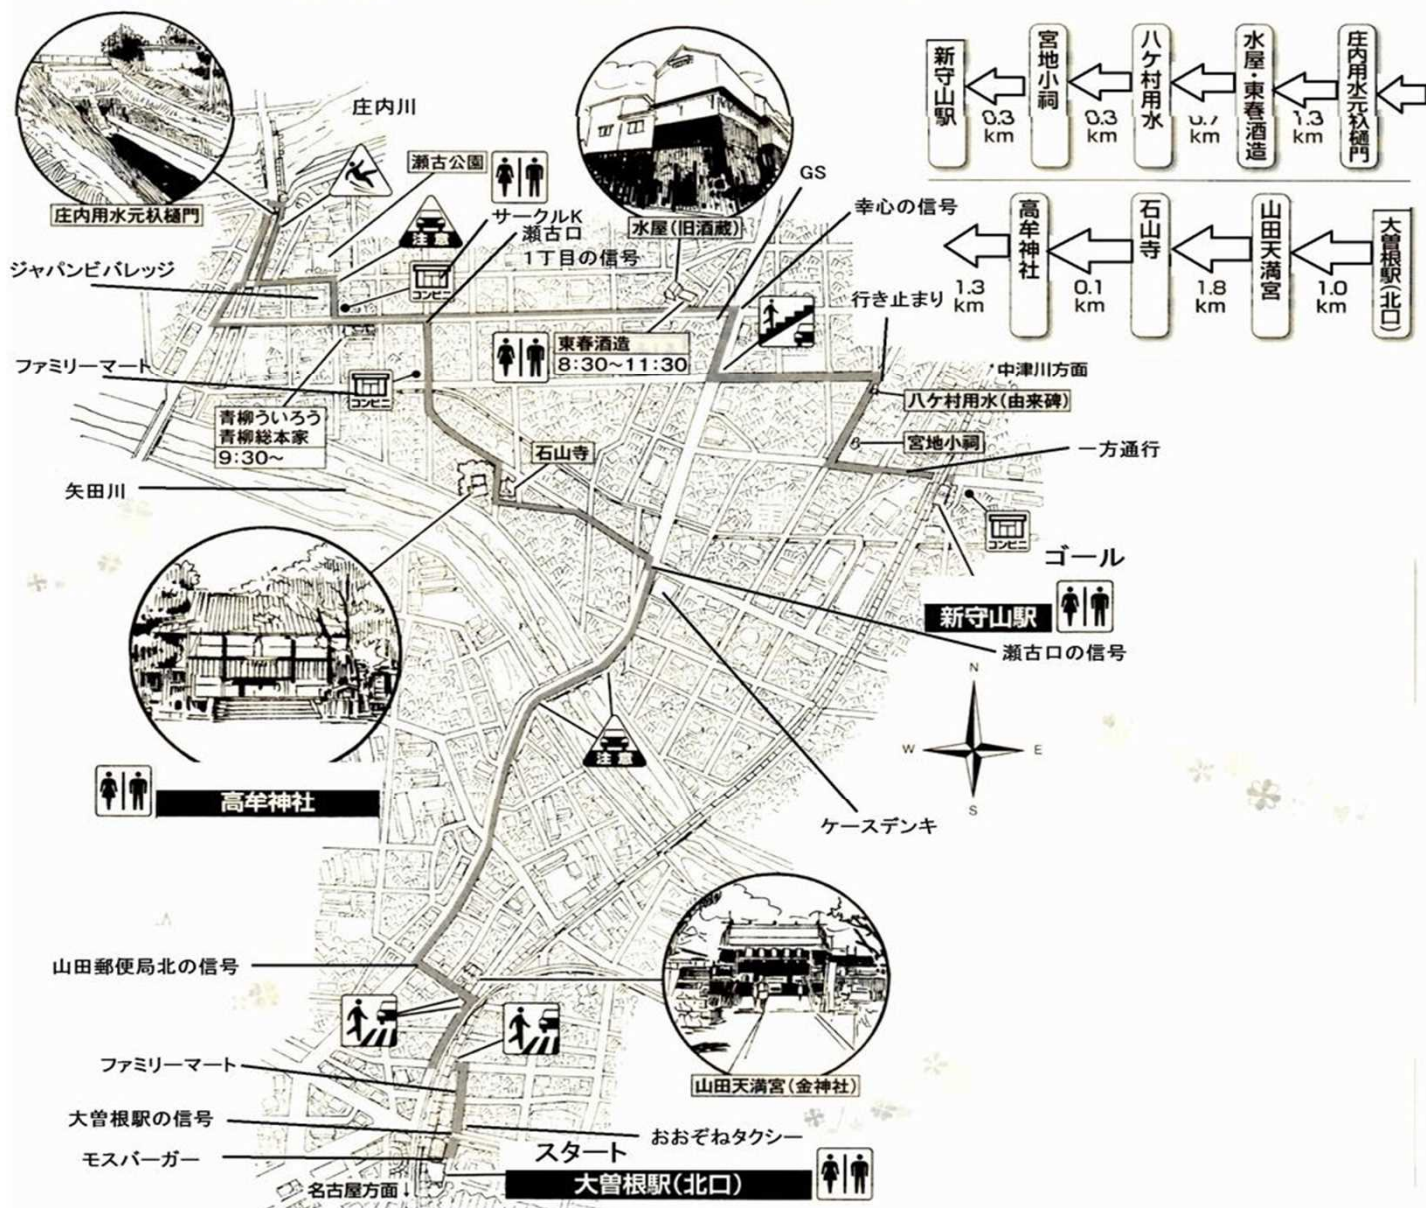 庄内川
瀬古公園
サークルK
瀬古口
1丁目の信号
注意
コンビニ
庄内用水元杁樋門
ジャパンビバレッジ
ファミリーマート
コンビニ
青柳ういろう
青柳総本家
9:30〜
矢田川
水屋(旧酒蔵)
東春酒造
8:30〜11:30
GS
幸心の信号
行き止まり
中津川方面
八ケ村用水(由来碑)
宮地小祠
一方通行
石山寺
コンビニ
ゴール
新守山駅
瀬古口の信号
N
W
E
S
注意
ケースデンキ
高牟神社
山田郵便局北の信号
山田天満宮(金神社)
ファミリーマート
大曽根駅の信号
モスバーガー
おおぞねタクシー
スタート
大曽根駅(北口)
名古屋方面↓
新守山駅
0.3
km
宮地小祠
0.3
km
八ケ村用水
0.7
km
水屋・東春酒造
1.3
km
庄内用水元杁樋門
1.3
km
高牟神社
0.1
km
石山寺
1.8
km
山田天満宮
1.0
km
大曽根駅(北口)